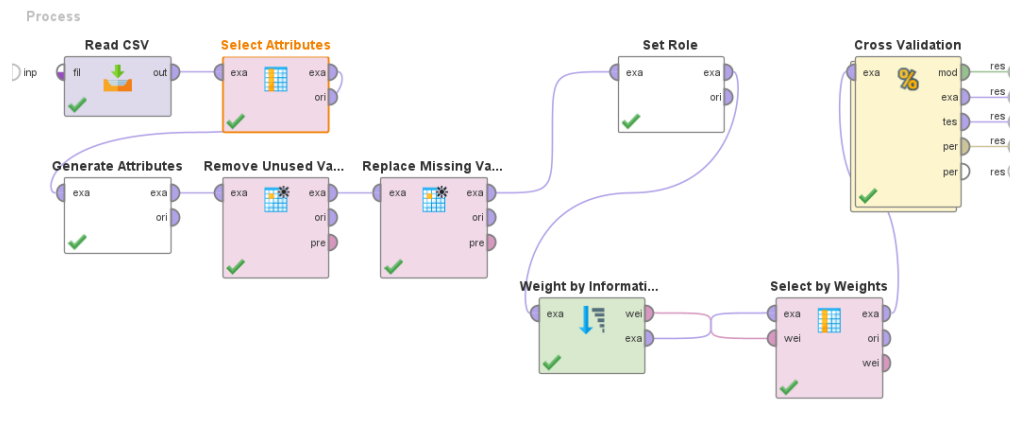 Process
Read CSV
Select Attributes
Set Role
Cross Validation
inp
fil
out
exa
exa
ori
exa
exa
ori
exa
%
mod
exa
tes
per
per
res
res
res
res
res
Generate Attributes
Remove Unused Va...
Replace Missing Va...
exa
exa
ori
exa
exa
ori
pre
exa
exa
ori
pre
Weight by Informati...
Select by Weights
exa
wei
exa
exa
wei
exa
ori
wei